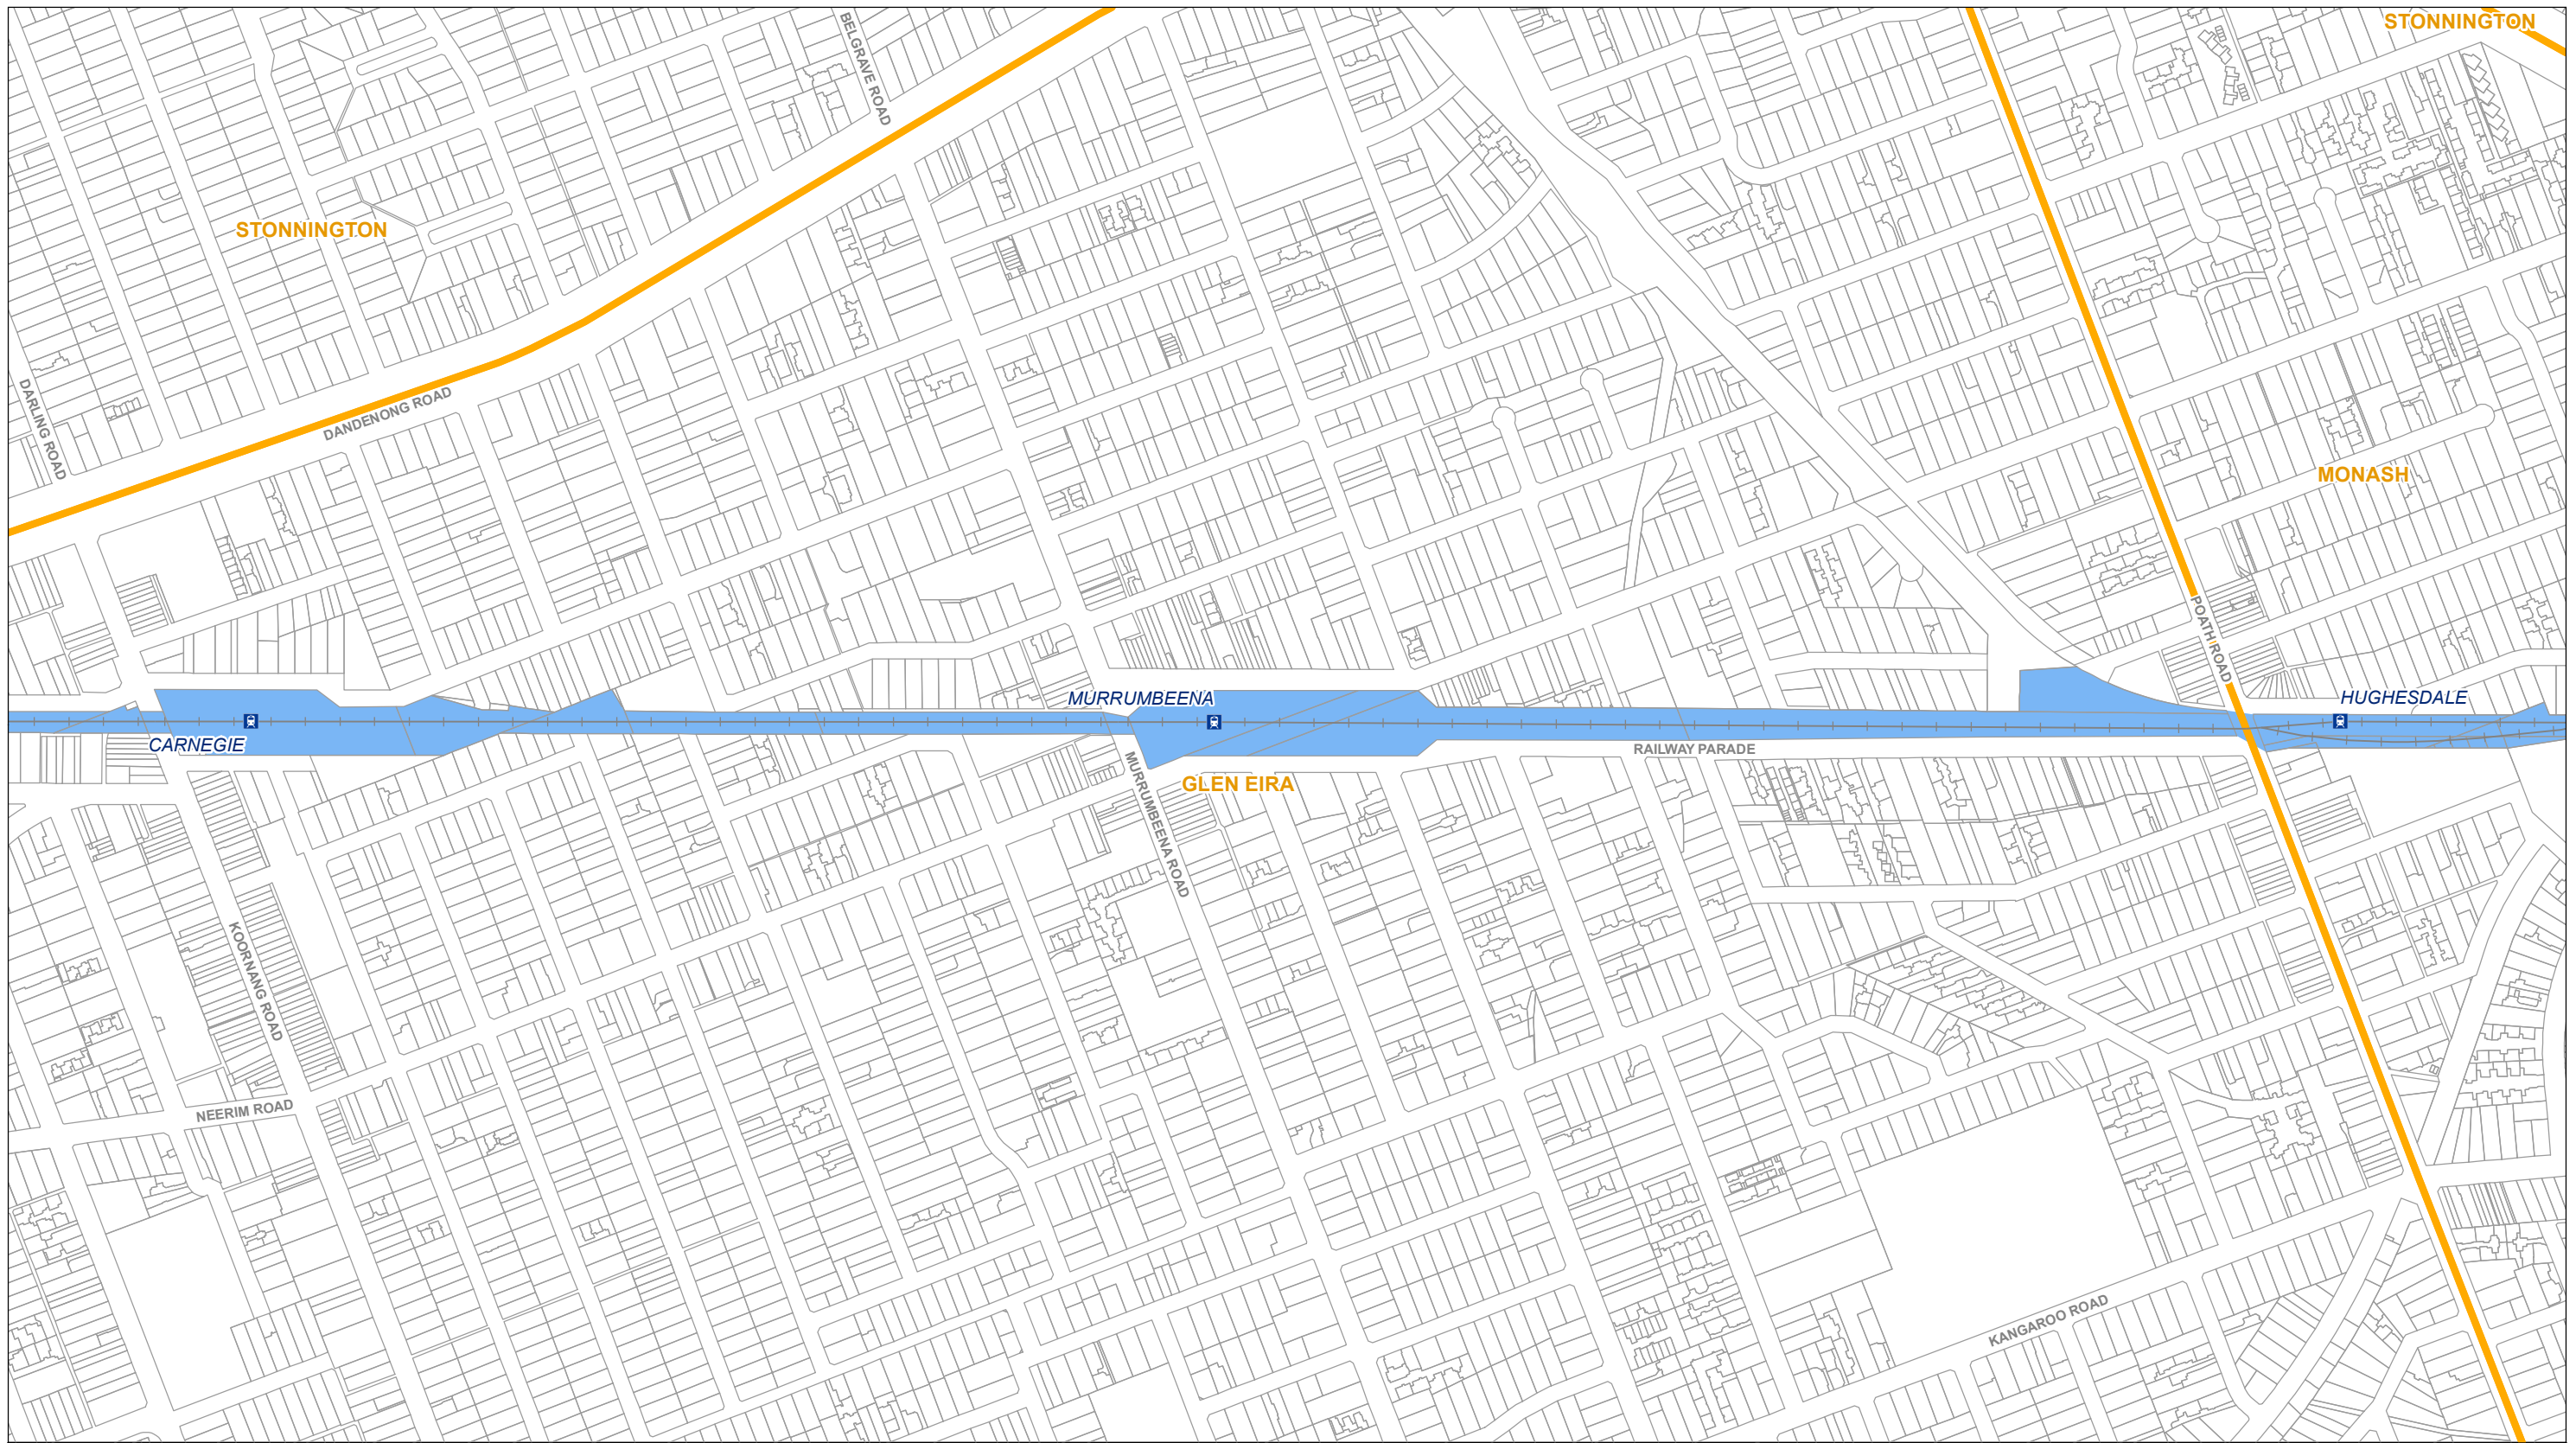 STONNINGTON
BELGRAVE ROAD
STONNINGTON
DARLING ROAD
DANDENONG ROAD
MONASH
POATH ROAD
MURRUMBEENA
HUGHESDALE
CARNEGIE
RAILWAY PARADE
GLEN EIRA
MURRUMBEENA ROAD
KOORNANG ROAD
NEERIM ROAD
KANGAROO ROAD